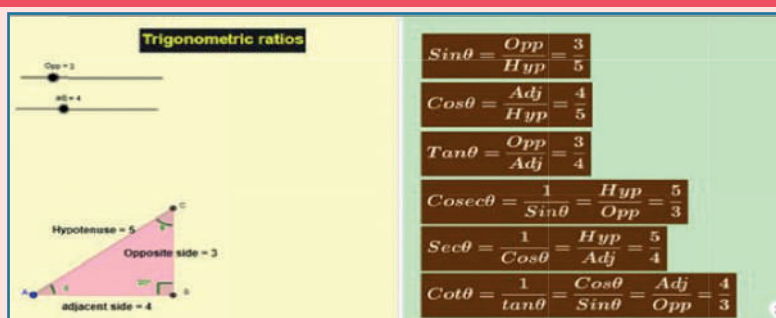 Trigonometric ratios
Opp = 3
adj = 4
C
Hypotenuse = 5
Opposite side = 3
A
B
adjacent side = 4
Sinθ = Opp/Hyp = 3/5
Cosθ = Adj/Hyp = 4/5
Tanθ = Opp/Adj = 3/4
Cosecθ = 1/Sinθ = Hyp/Opp = 5/3
Secθ = 1/Cosθ = Hyp/Adj = 5/4
Cotθ = 1/tanθ = Cosθ/Sinθ = Adj/Opp = 4/3